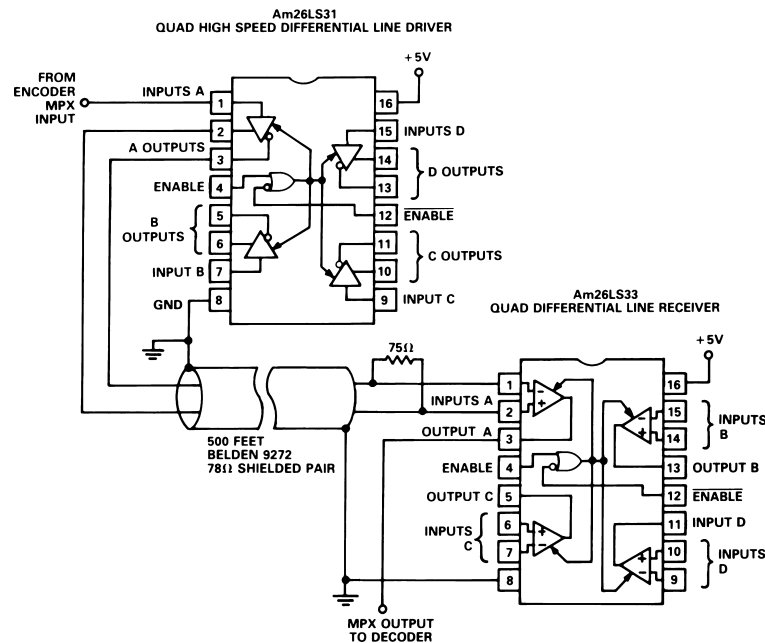 Am26LS31
QUAD HIGH SPEED DIFFERENTIAL LINE DRIVER
+5V
FROM
ENCODER
MPX
INPUT
INPUTS A
1
2
A OUTPUTS
3
ENABLE
4
B
OUTPUTS
5
6
INPUT B
7
GND
8
16
15
INPUTS D
14
D OUTPUTS
13
12
ENABLE
11
C OUTPUTS
10
9
INPUT C
Am26LS33
QUAD DIFFERENTIAL LINE RECEIVER
+5V
75Ω
500 FEET
BELDEN 9272
78Ω SHIELDED PAIR
1
INPUTS A
2
OUTPUT A
3
ENABLE
4
OUTPUT C
5
INPUTS
C
6
7
8
16
15
INPUTS
B
14
13
OUTPUT B
12
ENABLE
11
INPUT D
10
INPUTS
D
9
- +
- +
+ -
+ -
MPX OUTPUT
TO DECODER